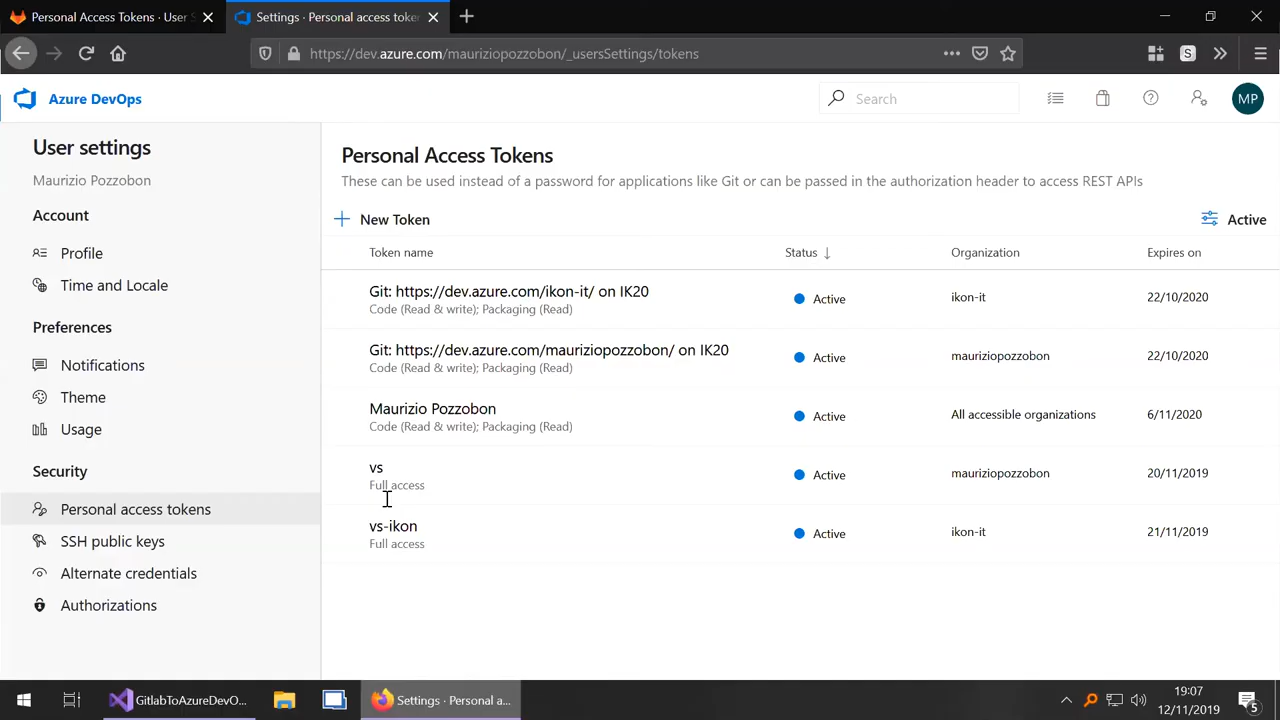 Personal Access Tokens · User S
Settings · Personal access toke
https://dev.azure.com/mauriziopozzobon/_usersSettings/tokens
S
Azure DevOps
Search
MP
User settings
Maurizio Pozzobon
Account
Profile
Time and Locale
Preferences
Notifications
Theme
Usage
Security
Personal access tokens
SSH public keys
Alternate credentials
Authorizations
Personal Access Tokens
These can be used instead of a password for applications like Git or can be passed in the authorization header to access REST APIs
New Token
Active
Token name Status Organization Expires on
Git: https://dev.azure.com/ikon-it/ on IK20
Code (Read & write); Packaging (Read)
Active ikon-it 22/10/2020
Git: https://dev.azure.com/mauriziopozzobon/ on IK20
Code (Read & write); Packaging (Read)
Active mauriziopozzobon 22/10/2020
Maurizio Pozzobon
Code (Read & write); Packaging (Read)
Active All accessible organizations 6/11/2020
vs
Full access
Active mauriziopozzobon 20/11/2019
vs-ikon
Full access
Active ikon-it 21/11/2019
GitlabToAzureDevO...
Settings · Personal a...
19:07
12/11/2019
5